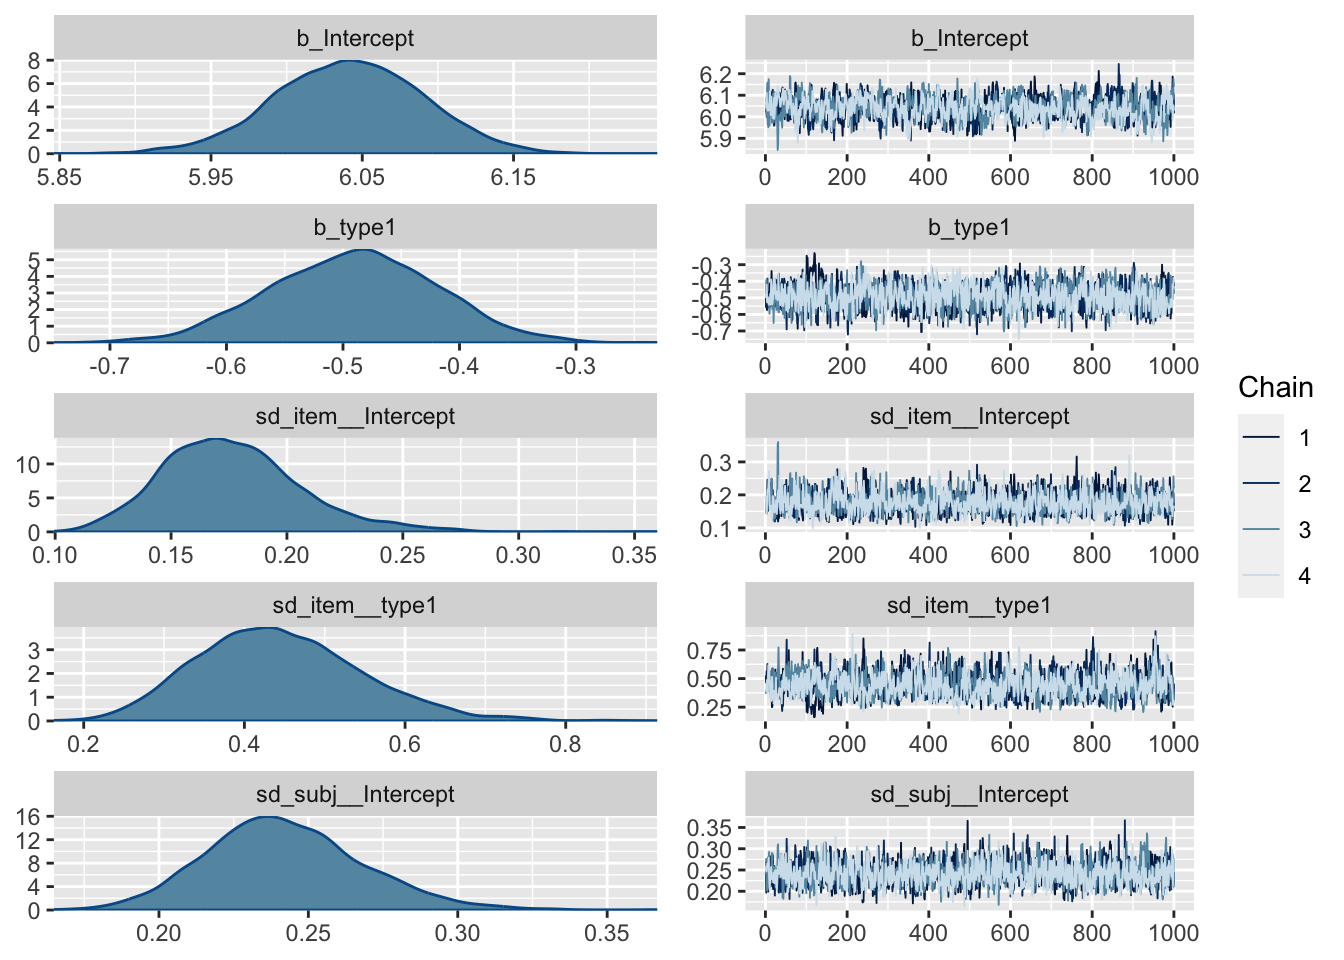 b_Intercept
8
6
4
2
0
5.85 5.95 6.05 6.15
b_Intercept
6.2
6.1
6.0
5.9
0 200 400 600 800 1000
b_type1
5
4
3
2
1
0
-0.7 -0.6 -0.5 -0.4 -0.3
b_type1
-0.3
-0.4
-0.5
-0.6
-0.7
0 200 400 600 800 1000
sd_item__Intercept
10
5
0
0.10 0.15 0.20 0.25 0.30 0.35
sd_item__Intercept
0.3
0.2
0.1
0 200 400 600 800 1000
sd_item__type1
3
2
1
0
0.2 0.4 0.6 0.8
sd_item__type1
0.75
0.50
0.25
0 200 400 600 800 1000
sd_subj__Intercept
16
12
8
4
0
0.20 0.25 0.30 0.35
sd_subj__Intercept
0.35
0.30
0.25
0.20
0 200 400 600 800 1000
Chain
1
2
3
4